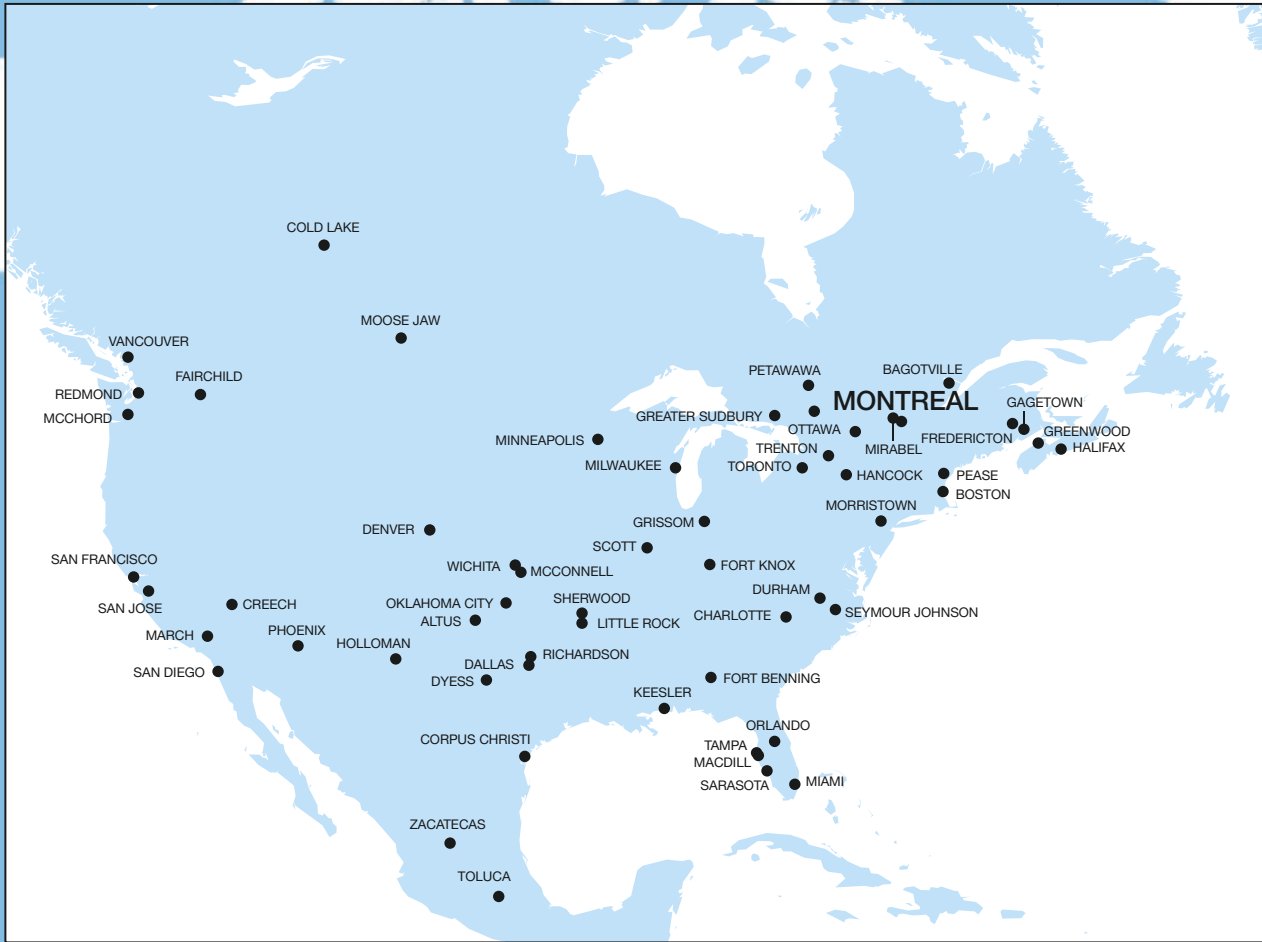 COLD LAKE
MOOSE JAW
VANCOUVER
FAIRCHILD
REDMOND
MCCHORD
PETAWAWA
BAGOTVILLE
MONTREAL
GAGETOWN
GREATER SUDBURY
OTTAWA
FREDERICTON
GREENWOOD
MINNEAPOLIS
TRENTON
MIRABEL
HALIFAX
MILWAUKEE
TORONTO
HANCOCK
PEASE
BOSTON
MORRISTOWN
GRISSOM
DENVER
SCOTT
SAN FRANCISCO
WICHITA
MCCONNELL
FORT KNOX
DURHAM
SAN JOSE
CREECH
OKLAHOMA CITY
SHERWOOD
ALTUS
LITTLE ROCK
CHARLOTTE
SEYMOUR JOHNSON
MARCH
PHOENIX
HOLLOMAN
RICHARDSON
DALLAS
SAN DIEGO
DYESS
FORT BENNING
KEESLER
ORLANDO
CORPUS CHRISTI
TAMPA
MACDILL
SARASOTA
MIAMI
ZACATECAS
TOLUCA